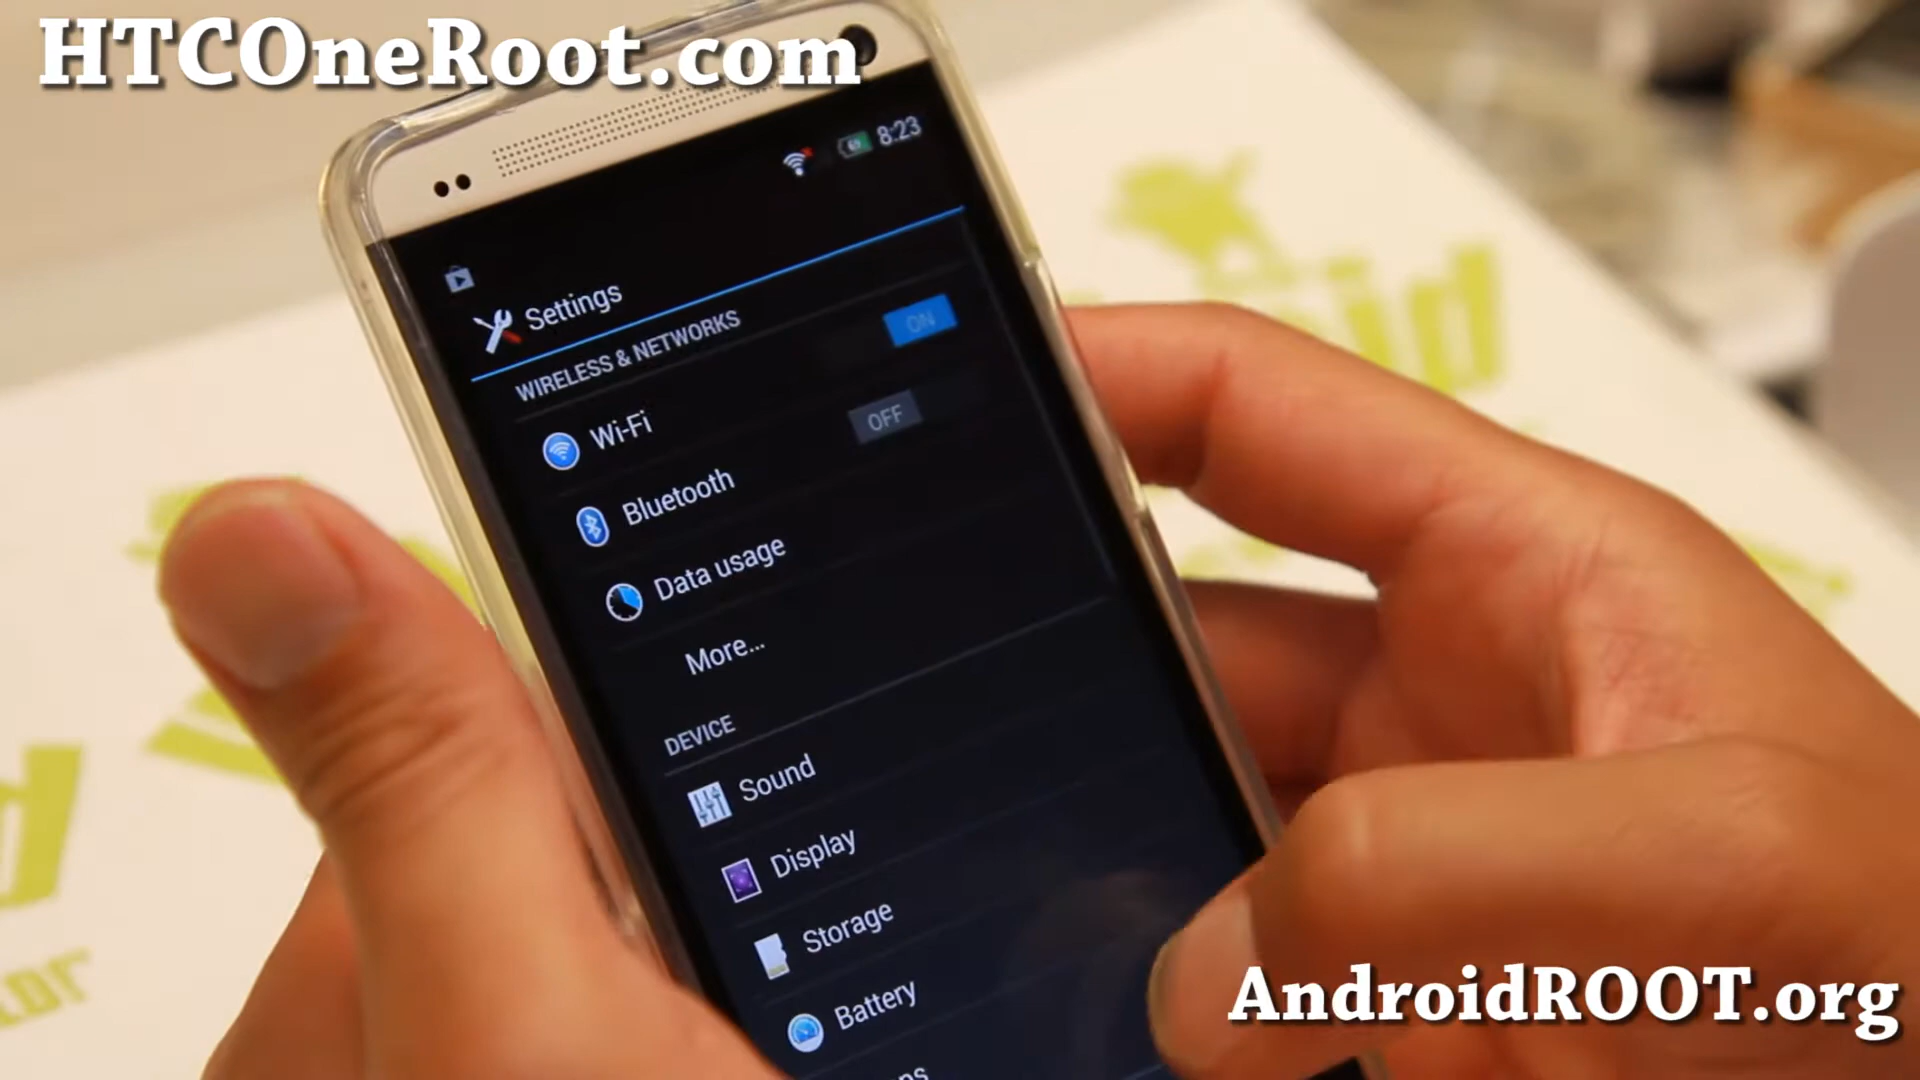 HTCOneRoot.com
69 8:23
Settings
WIRELESS & NETWORKS
Wi-Fi ON
Bluetooth OFF
Data usage
More...
DEVICE
Sound
Display
Storage
Battery
AndroidROOT.org